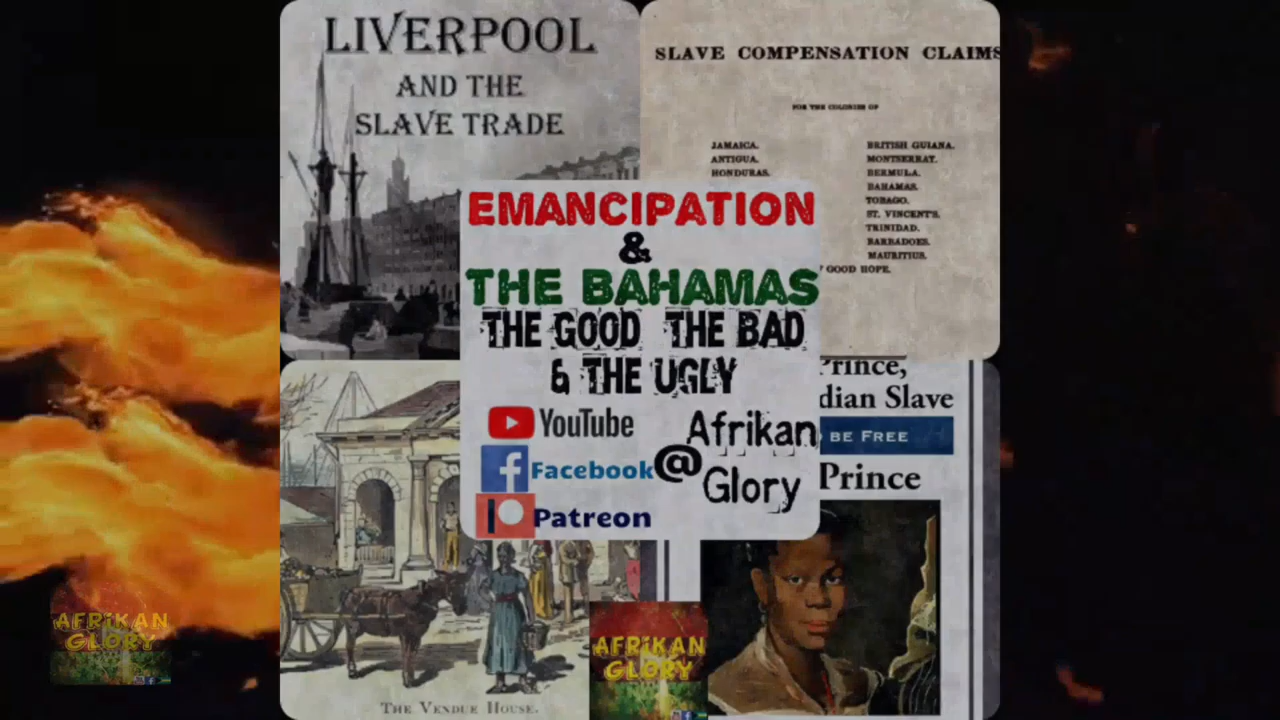 LIVERPOOL
AND THE
SLAVE TRADE
SLAVE COMPENSATION CLAIMS
FOR THE COLONIES OF
JAMAICA.
ANTIGUA.
HONDURAS.
BRITISH GUIANA.
MONTSERRAT.
BERMULA.
BAHAMAS.
TOBAGO.
ST. VINCENT'S.
TRINIDAD.
BARBADOES.
MAURITIUS.
GOOD HOPE.
EMANCIPATION
&
THE BAHAMAS
THE GOOD THE BAD
& THE UGLY
YouTube
Facebook
Patreon
@
Afrikan
Glory
Prince,
dian Slave
BE FREE
Prince
THE VENDUE HOUSE.
AFRiKAN
GLORY
AFRiKAN
GLORY